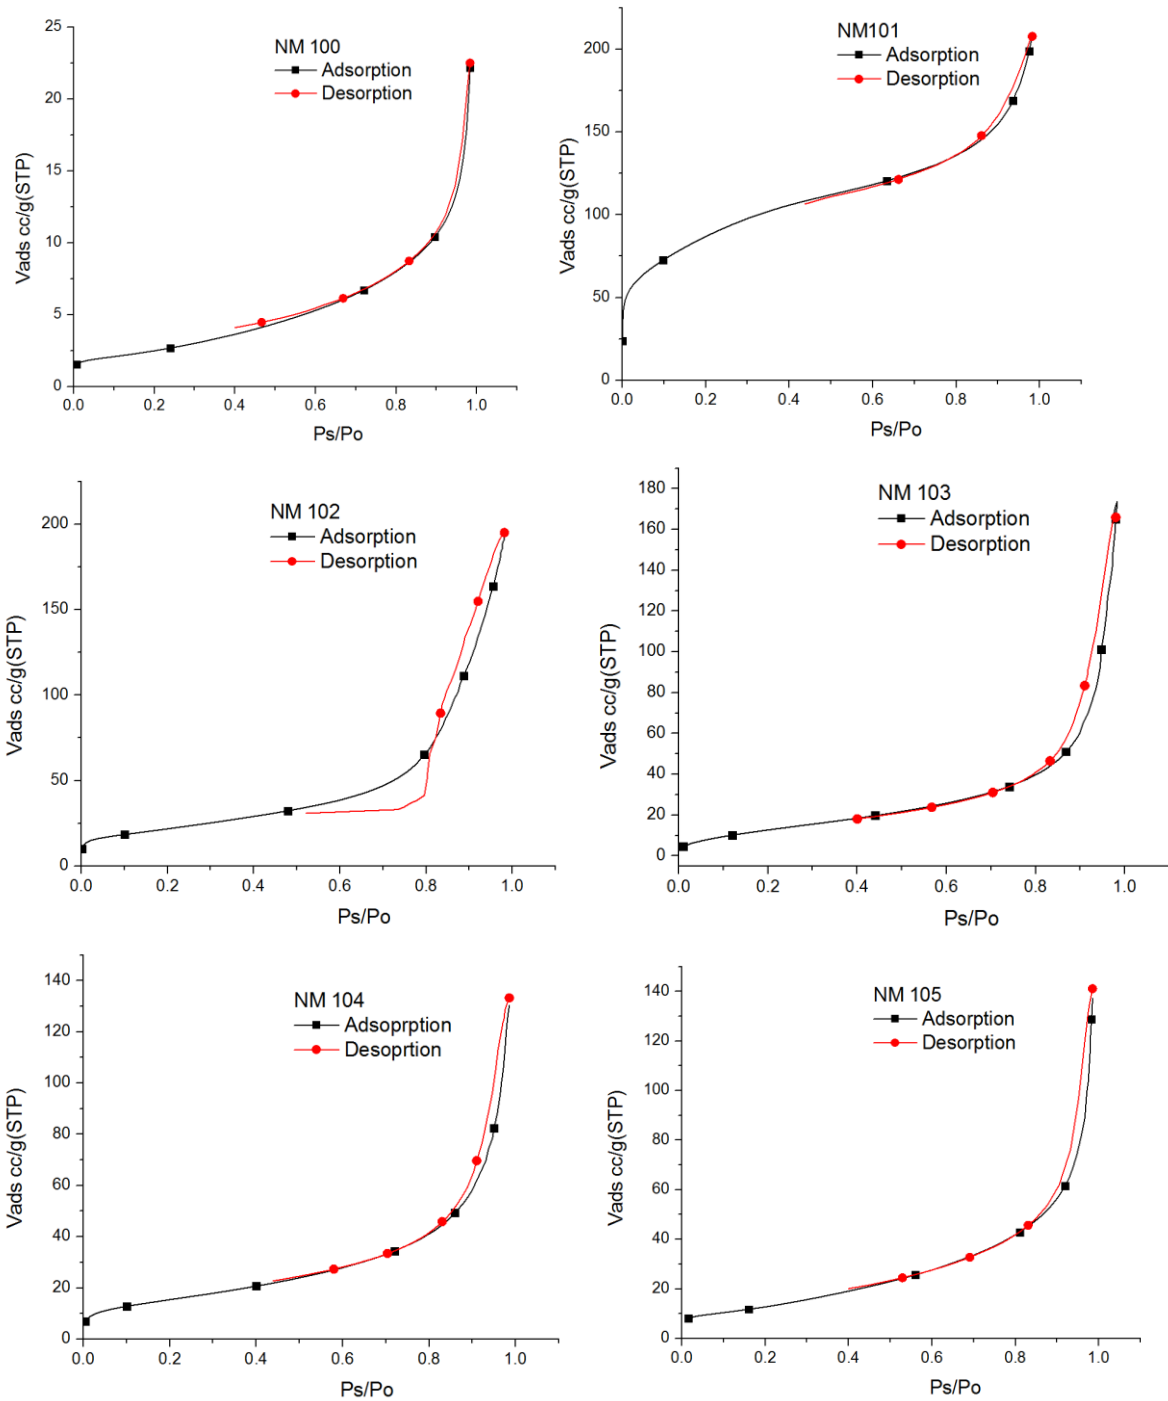 NM 100
Adsorption
Desorption
Vads cc/g(STP)
25
20
15
10
5
0
0.0 0.2 0.4 0.6 0.8 1.0
Ps/Po
NM101
Adsorption
Desorption
Vads cc/g(STP)
200
150
100
50
0
0.0 0.2 0.4 0.6 0.8 1.0
Ps/Po
NM 102
Adsorption
Desorption
Vads cc/g(STP)
200
150
100
50
0
0.0 0.2 0.4 0.6 0.8 1.0
Ps/Po
NM 103
Adsorption
Desorption
Vads cc/g(STP)
180
160
140
120
100
80
60
40
20
0
0.0 0.2 0.4 0.6 0.8 1.0
Ps/Po
NM 104
Adsoprption
Desoprtion
Vads cc/g(STP)
140
120
100
80
60
40
20
0
0.0 0.2 0.4 0.6 0.8 1.0
Ps/Po
NM 105
Adsorption
Desorption
Vads cc/g(STP)
140
120
100
80
60
40
20
0
0.0 0.2 0.4 0.6 0.8 1.0
Ps/Po